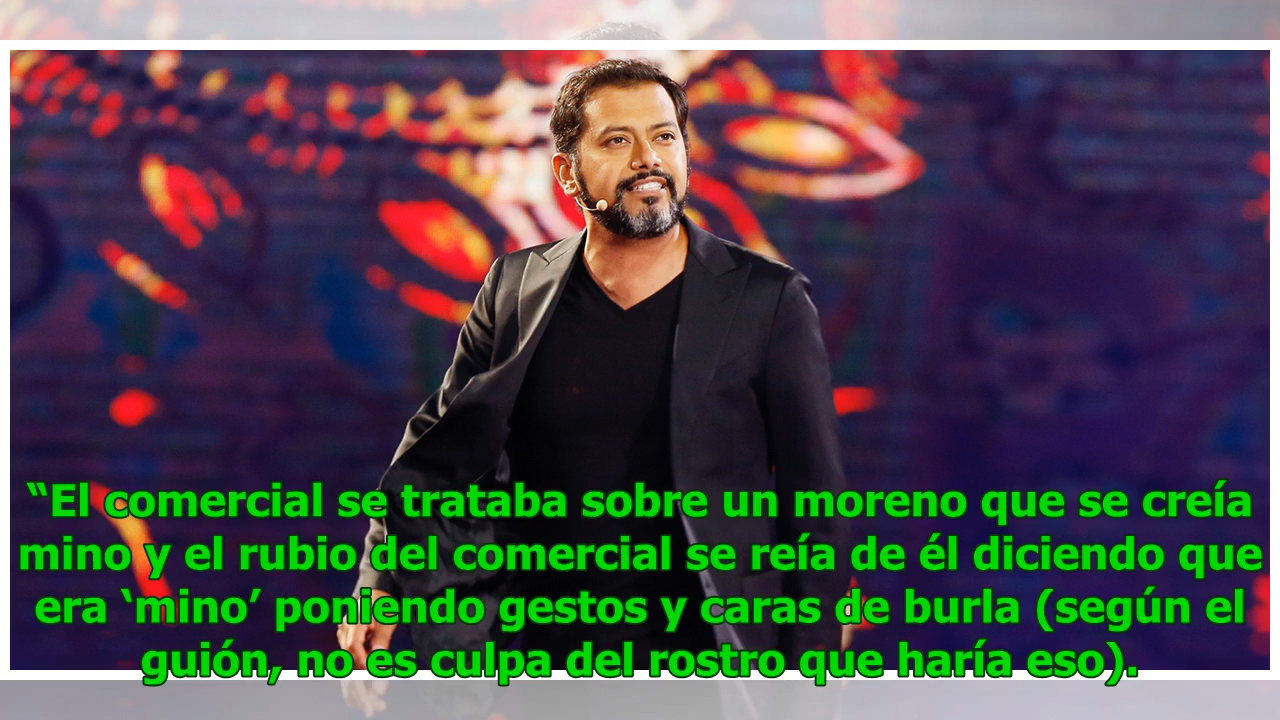 “El comercial se trataba sobre un moreno que se creía
mino y el rubio del comercial se reía de él diciendo que
era ‘mino’ poniendo gestos y caras de burla (según el
guión, no es culpa del rostro que haría eso).